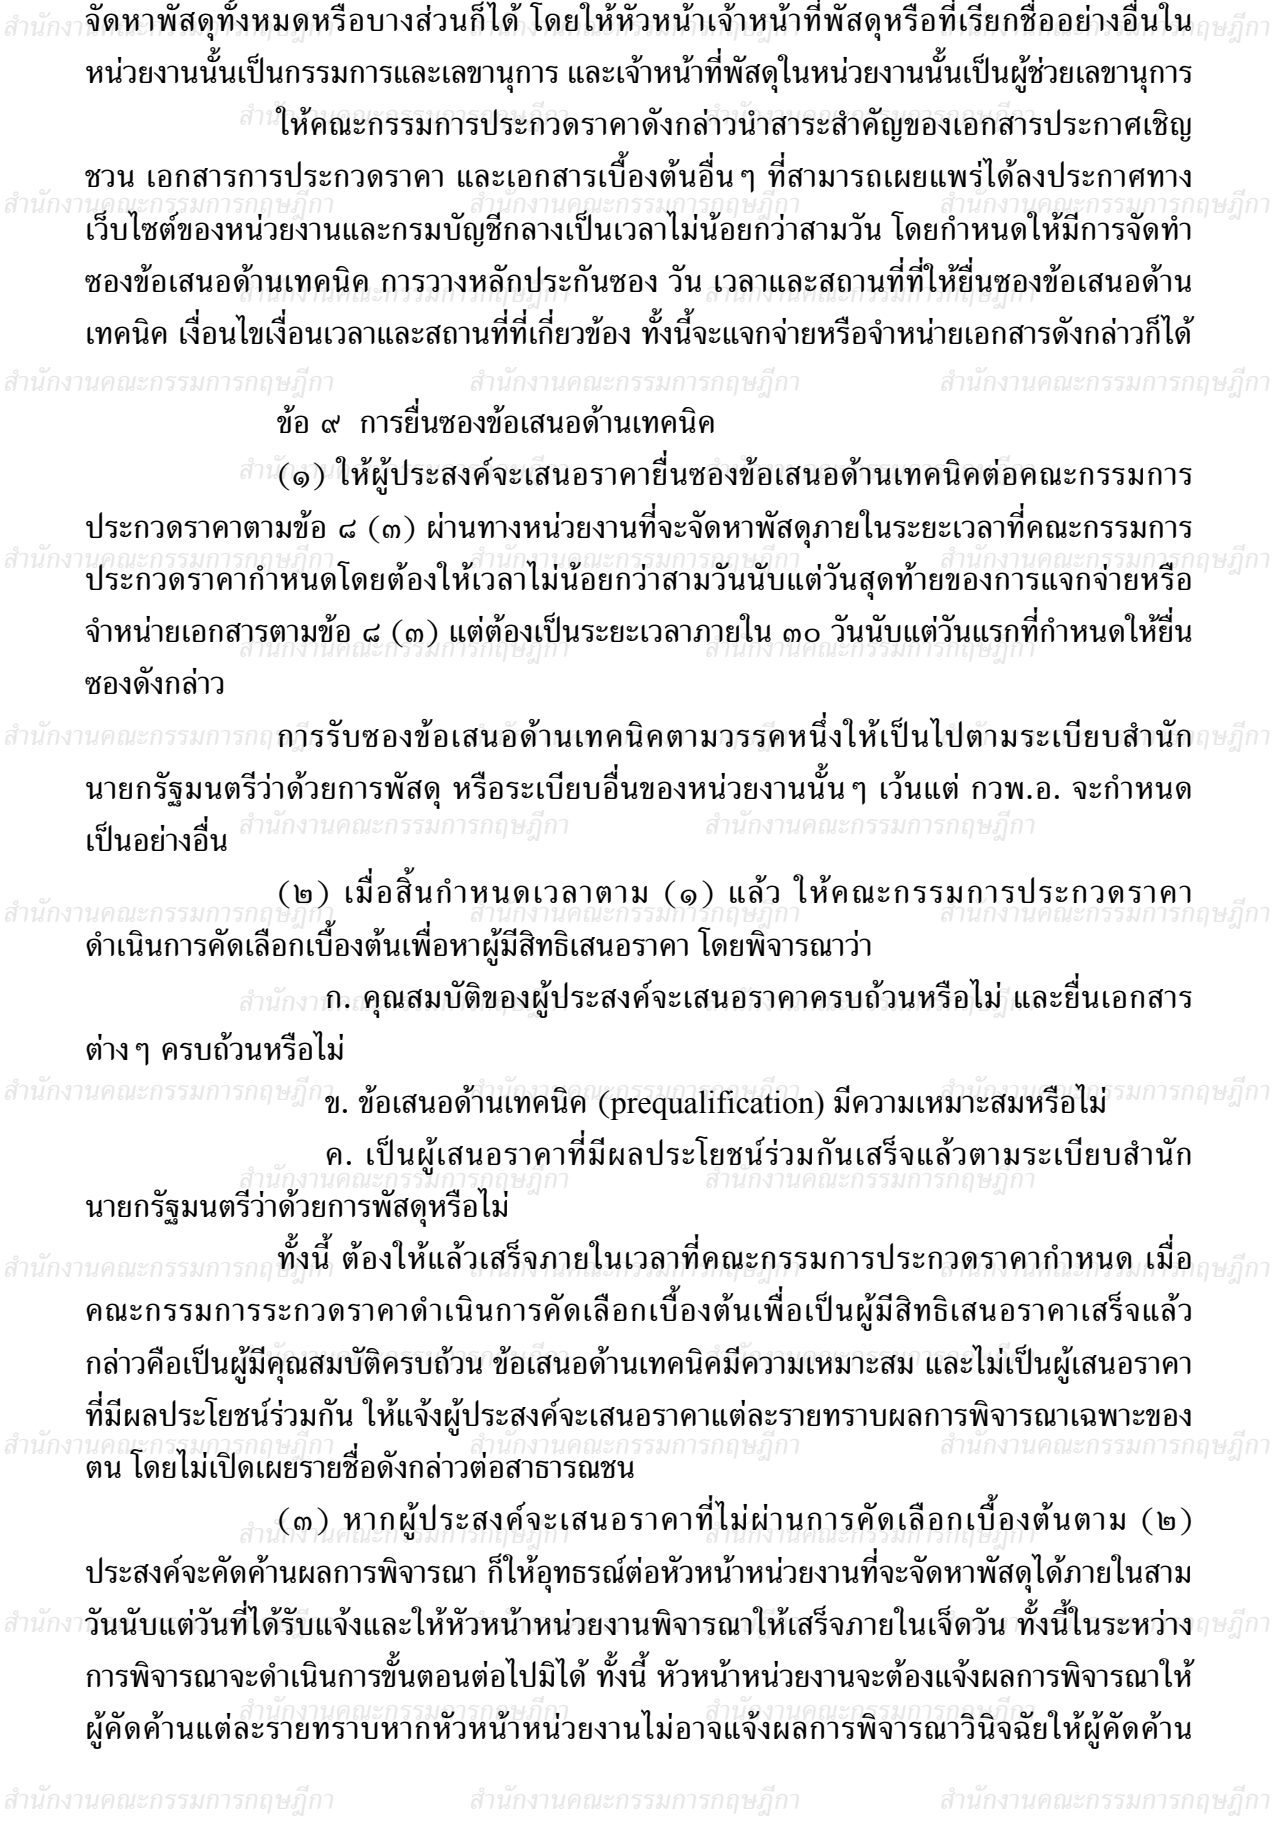 จัดหาพัสดุทั้งหมดหรือบางส่วนก็ได้ โดยให้หัวหน้าเจ้าหน้าที่พัสดุหรือที่เรียกชื่ออย่างอื่นใน
หน่วยงานนั้นเป็นกรรมการและเลขานุการ และเจ้าหน้าที่พัสดุในหน่วยงานนั้นเป็นผู้ช่วยเลขานุการ
ให้คณะกรรมการประกวดราคาดังกล่าวนำสาระสำคัญของเอกสารประกาศเชิญ
ชวน เอกสารการประกวดราคา และเอกสารเบื้องต้นอื่นๆ ที่สามารถเผยแพร่ได้ลงประกาศทาง
เว็บไซต์ของหน่วยงานและกรมบัญชีกลางเป็นเวลาไม่น้อยกว่าสามวัน โดยกำหนดให้มีการจัดทำ
ซองข้อเสนอด้านเทคนิค การวางหลักประกันซอง วัน เวลาและสถานที่ที่ให้ยื่นซองข้อเสนอด้าน
เทคนิค เงื่อนไขเงื่อนเวลาและสถานที่ที่เกี่ยวข้อง ทั้งนี้จะแจกจ่ายหรือจำหน่ายเอกสารดังกล่าวก็ได้
ข้อ ๙ การยื่นซองข้อเสนอด้านเทคนิค
(๑) ให้ผู้ประสงค์จะเสนอราคายื่นซองข้อเสนอด้านเทคนิคต่อคณะกรรมการ
ประกวดราคาตามข้อ ๘ (๓) ผ่านทางหน่วยงานที่จะจัดหาพัสดุภายในระยะเวลาที่คณะกรรมการ
ประกวดราคากำหนดโดยต้องให้เวลาไม่น้อยกว่าสามวันนับแต่วันสุดท้ายของการแจกจ่ายหรือ
จำหน่ายเอกสารตามข้อ ๘ (๓) แต่ต้องเป็นระยะเวลาภายใน ๓๐ วันนับแต่วันแรกที่กำหนดให้ยื่น
ซองดังกล่าว
การรับซองข้อเสนอด้านเทคนิคตามวรรคหนึ่งให้เป็นไปตามระเบียบสำนัก
นายกรัฐมนตรีว่าด้วยการพัสดุ หรือระเบียบอื่นของหน่วยงานนั้นๆ เว้นแต่ กวพ.อ. จะกำหนด
เป็นอย่างอื่น
(๒) เมื่อสิ้นกำหนดเวลาตาม (๑) แล้ว ให้คณะกรรมการประกวดราคา
ดำเนินการคัดเลือกเบื้องต้นเพื่อหาผู้มีสิทธิเสนอราคา โดยพิจารณาว่า
ก. คุณสมบัติของผู้ประสงค์จะเสนอราคาครบถ้วนหรือไม่ และยื่นเอกสาร
ต่างๆ ครบถ้วนหรือไม่
ข. ข้อเสนอด้านเทคนิค (prequalification) มีความเหมาะสมหรือไม่
ค. เป็นผู้เสนอราคาที่มีผลประโยชน์ร่วมกันเสร็จแล้วตามระเบียบสำนัก
นายกรัฐมนตรีว่าด้วยการพัสดุหรือไม่
ทั้งนี้ ต้องให้แล้วเสร็จภายในเวลาที่คณะกรรมการประกวดราคากำหนด เมื่อ
คณะกรรมการระกวดราคาดำเนินการคัดเลือกเบื้องต้นเพื่อเป็นผู้มีสิทธิเสนอราคาเสร็จแล้ว
กล่าวคือเป็นผู้มีคุณสมบัติครบถ้วน ข้อเสนอด้านเทคนิคมีความเหมาะสม และไม่เป็นผู้เสนอราคา
ที่มีผลประโยชน์ร่วมกัน ให้แจ้งผู้ประสงค์จะเสนอราคาแต่ละรายทราบผลการพิจารณาเฉพาะของ
ตน โดยไม่เปิดเผยรายชื่อดังกล่าวต่อสาธารณชน
(๓) หากผู้ประสงค์จะเสนอราคาที่ไม่ผ่านการคัดเลือกเบื้องต้นตาม (๒)
ประสงค์จะคัดค้านผลการพิจารณา ก็ให้อุทธรณ์ต่อหัวหน้าหน่วยงานที่จะจัดหาพัสดุได้ภายในสาม
วันนับแต่วันที่ได้รับแจ้งและให้หัวหน้าหน่วยงานพิจารณาให้เสร็จภายในเจ็ดวัน ทั้งนี้ในระหว่าง
การพิจารณาจะดำเนินการขั้นตอนต่อไปมิได้ ทั้งนี้ หัวหน้าหน่วยงานจะต้องแจ้งผลการพิจารณาให้
ผู้คัดค้านแต่ละรายทราบหากหัวหน้าหน่วยงานไม่อาจแจ้งผลการพิจารณาวินิจฉัยให้ผู้คัดค้าน
สำนักงานคณะกรรมการกฤษฎีกา สำนักงานคณะกรรมการกฤษฎีกา สำนักงานคณะกรรมการกฤษฎีกา